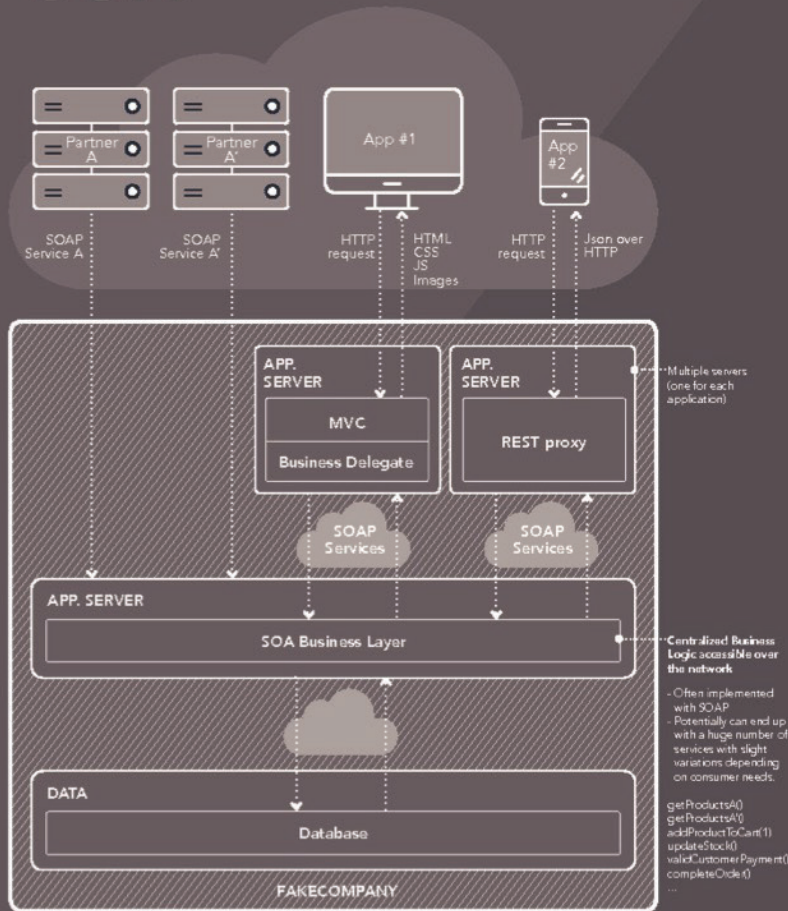 Partner
A
Partner
A'
App #1
App
#2
SOAP
Service A
SOAP
Service A'
HTTP
request
HTML
CSS
JS
Images
HTTP
request
Json over
HTTP
APP.
SERVER
MVC
Business Delegate
APP.
SERVER
REST proxy
Multiple servers
(one for each
application)
SOAP
Services
SOAP
Services
APP. SERVER
SOA Business Layer
Centralized Business
Logic accessible over
the network
- Often implemented
with SOAP
- Potentially can end up
with a huge number of
services with slight
variations depending
on consumer needs.
getProductsA()
getProductsA'()
addProductToCart(1)
updateStock()
validCustomerPayment()
completeOrder()
...
DATA
Database
FAKECOMPANY